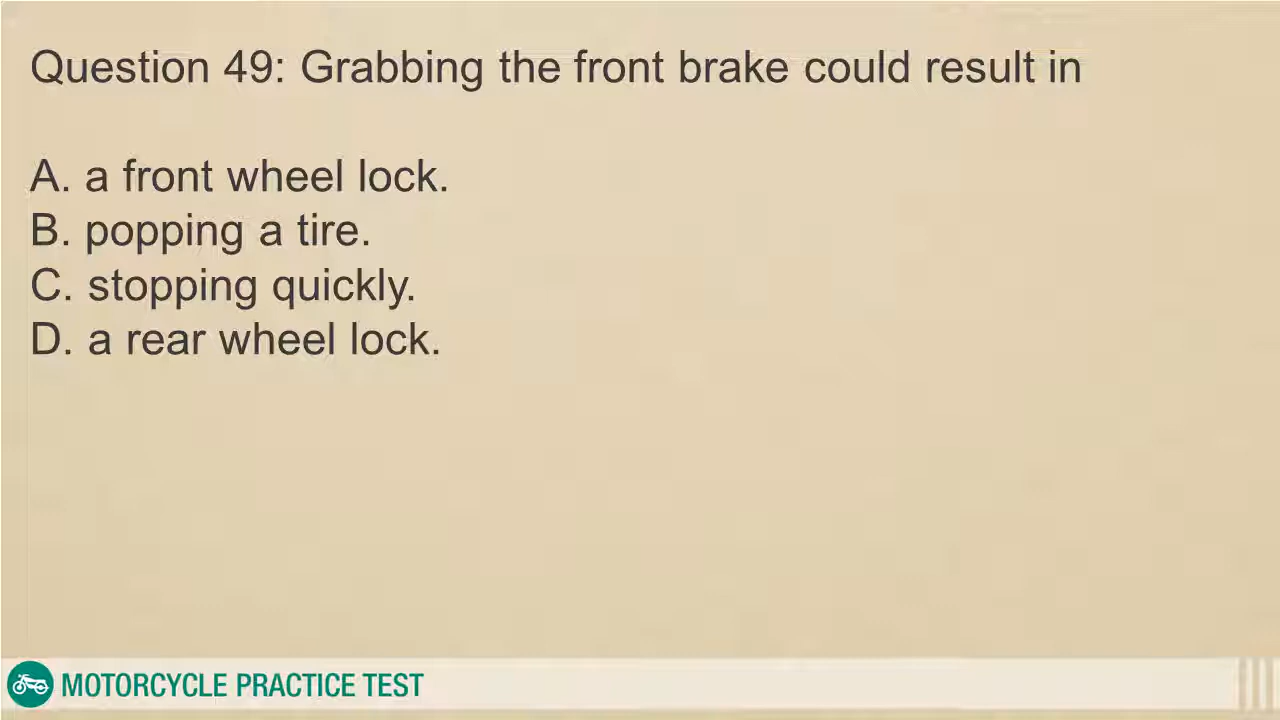 Question 49: Grabbing the front brake could result in
A. a front wheel lock.
B. popping a tire.
C. stopping quickly.
D. a rear wheel lock.
MOTORCYCLE PRACTICE TEST